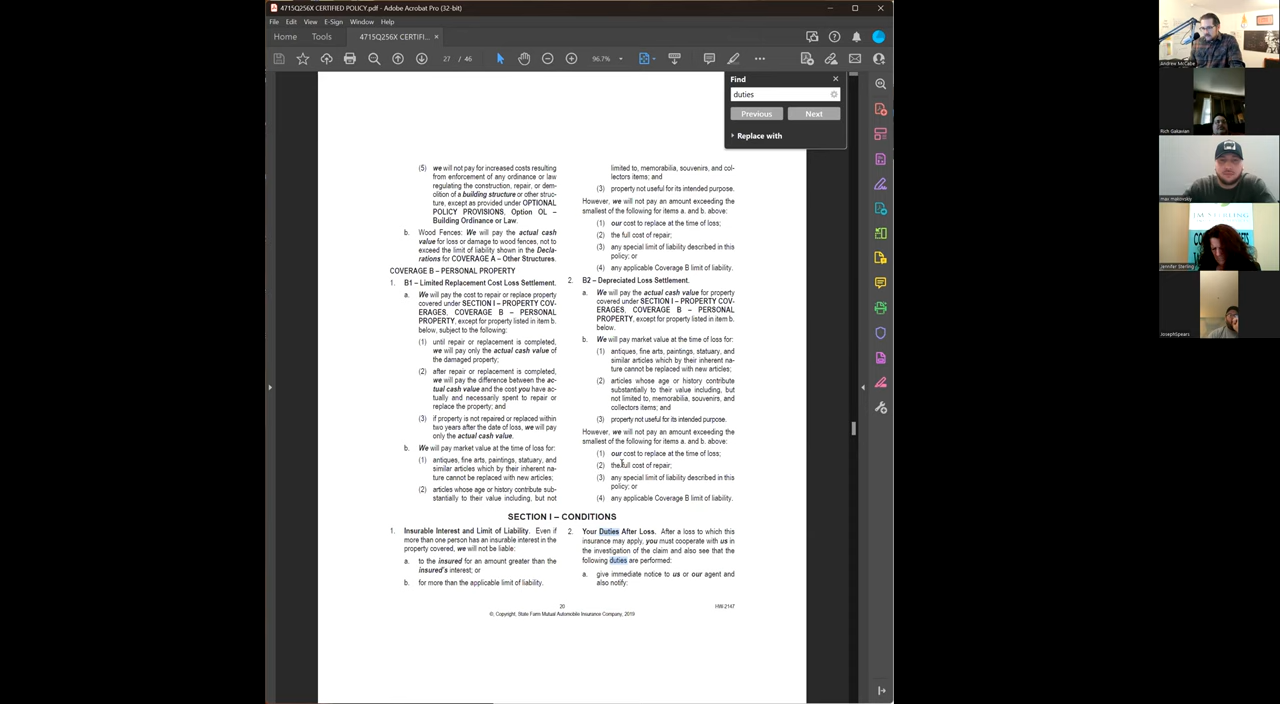 4715Q256X CERTIFIED POLICY.pdf - Adobe Acrobat Pro (32-bit)
File Edit View E-Sign Window Help
Home Tools 4715Q256X CERTIFI... ×
27 / 46 96.7%
Find
duties
Previous Next
Replace with
(5) we will not pay for increased costs resulting
from enforcement of any ordinance or law
regulating the construction, repair, or dem-
olition of a building structure or other struc-
ture, except as provided under OPTIONAL
POLICY PROVISIONS, Option OL –
Building Ordinance or Law.
b. Wood Fences: We will pay the actual cash
value for loss or damage to wood fences, not to
exceed the limit of liability shown in the Decla-
rations for COVERAGE A – Other Structures.
COVERAGE B – PERSONAL PROPERTY
1. B1 – Limited Replacement Cost Loss Settlement.
a. We will pay the cost to repair or replace property
covered under SECTION I – PROPERTY COV-
ERAGES, COVERAGE B – PERSONAL
PROPERTY, except for property listed in item b.
below, subject to the following:
(1) until repair or replacement is completed,
we will pay only the actual cash value of
the damaged property;
(2) after repair or replacement is completed,
we will pay the difference between the ac-
tual cash value and the cost you have ac-
tually and necessarily spent to repair or
replace the property; and
(3) if property is not repaired or replaced within
two years after the date of loss, we will pay
only the actual cash value.
b. We will pay market value at the time of loss for:
(1) antiques, fine arts, paintings, statuary, and
similar articles which by their inherent na-
ture cannot be replaced with new articles;
(2) articles whose age or history contribute sub-
stantially to their value including, but not
limited to, memorabilia, souvenirs, and col-
lectors items; and
(3) property not useful for its intended purpose.
However, we will not pay an amount exceeding the
smallest of the following for items a. and b. above:
(1) our cost to replace at the time of loss;
(2) the full cost of repair;
(3) any special limit of liability described in this
policy; or
(4) any applicable Coverage B limit of liability.
2. B2 – Depreciated Loss Settlement.
a. We will pay the actual cash value for property
covered under SECTION I – PROPERTY COV-
ERAGES, COVERAGE B – PERSONAL
PROPERTY, except for property listed in item b.
below.
b. We will pay market value at the time of loss for:
(1) antiques, fine arts, paintings, statuary, and
similar articles which by their inherent na-
ture cannot be replaced with new articles;
(2) articles whose age or history contribute
substantially to their value including, but
not limited to, memorabilia, souvenirs, and
collectors items; and
(3) property not useful for its intended purpose.
However, we will not pay an amount exceeding the
smallest of the following for items a. and b. above:
(1) our cost to replace at the time of loss;
(2) the full cost of repair;
(3) any special limit of liability described in this
policy; or
(4) any applicable Coverage B limit of liability.
SECTION I – CONDITIONS
1. Insurable Interest and Limit of Liability. Even if
more than one person has an insurable interest in the
property covered, we will not be liable:
a. to the insured for an amount greater than the
insured's interest; or
b. for more than the applicable limit of liability.
2. Your Duties After Loss. After a loss to which this
insurance may apply, you must cooperate with us in
the investigation of the claim and also see that the
following duties are performed:
a. give immediate notice to us or our agent and
also notify:
20
HW-2147
©, Copyright, State Farm Mutual Automobile Insurance Company, 2019
Andrew McCabe
Rich Galavian
max malovskiy
Jennifer Sterling
JosephSpears